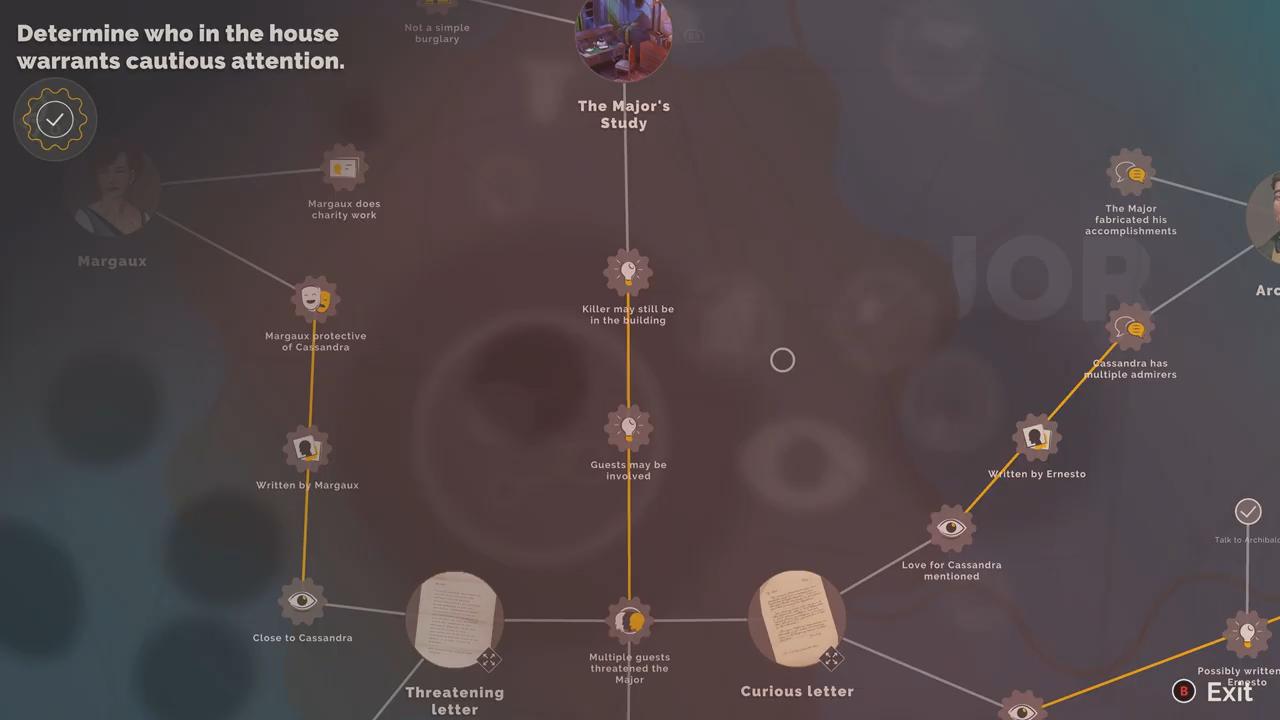 Determine who in the house
warrants cautious attention.
Not a simple
burglary
The Major's
Study
Margaux does
charity work
The Major
fabricated his
accomplishments
Margaux
JOR
Arc
Killer may still be
in the building
Margaux protective
of Cassandra
Cassandra has
multiple admirers
Guests may be
involved
Written by Ernesto
Written by Margaux
Talk to Archibald
Love for Cassandra
mentioned
Close to Cassandra
Multiple guests
threatened the
Major
Possibly written
Ernesto
Threatening
letter
Curious letter
B Exit